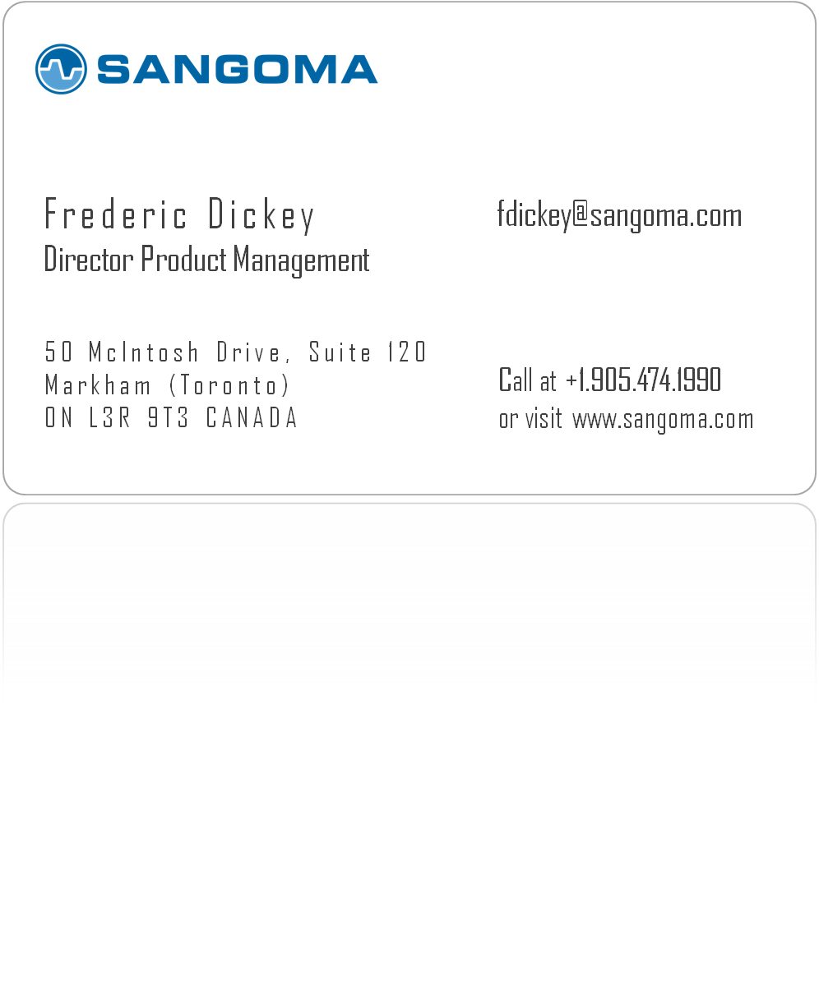 SANGOMA
Frederic Dickey
Director Product Management
fdickey@sangoma.com
50 McIntosh Drive, Suite 120
Markham (Toronto)
ON L3R 9T3 CANADA
Call at +1.905.474.1990
or visit www.sangoma.com